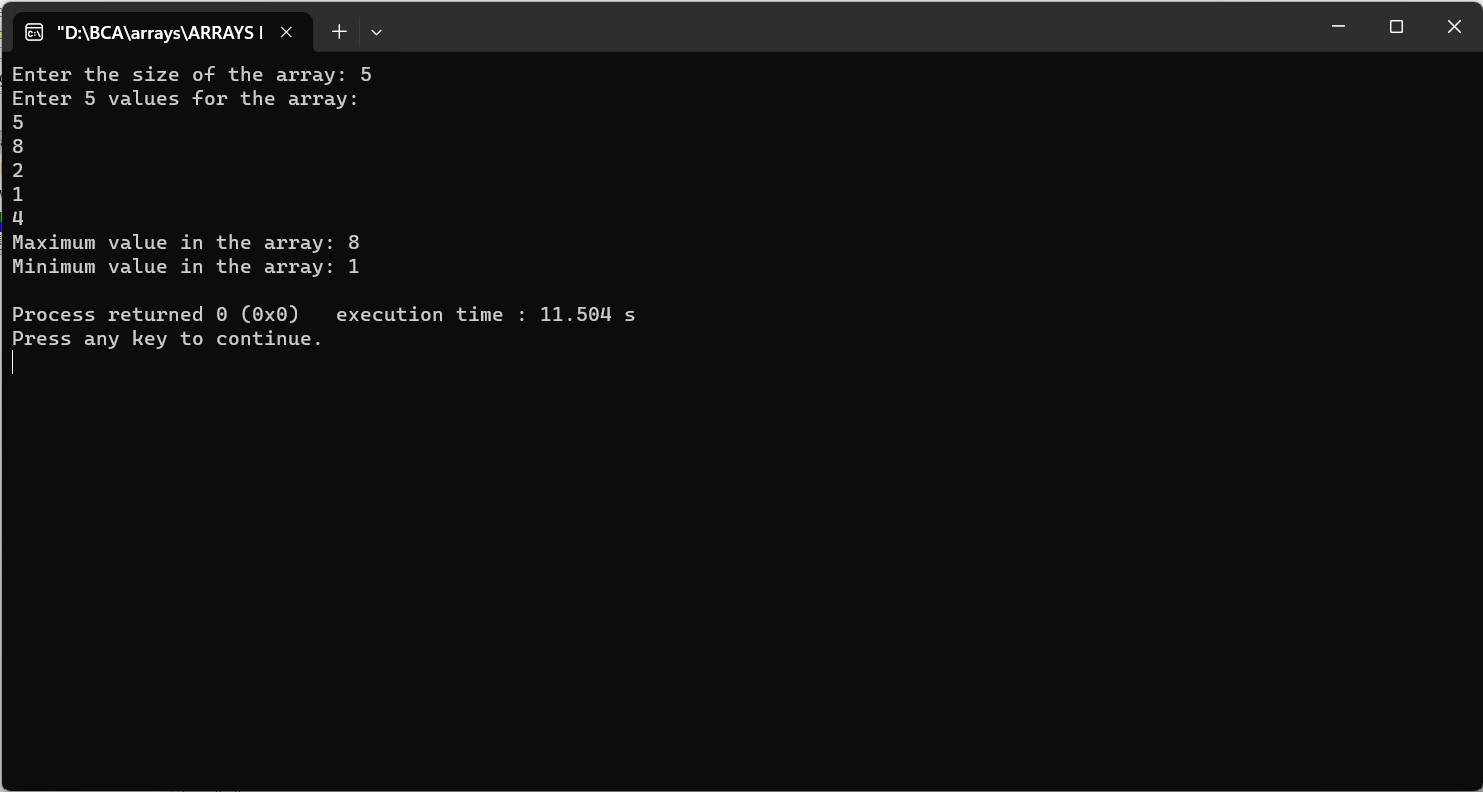 "D:\BCA\arrays\ARRAYS
Enter the size of the array: 5
Enter 5 values for the array:
5
8
2
1
4
Maximum value in the array: 8
Minimum value in the array: 1
Process returned 0 (0x0)   execution time : 11.504 s
Press any key to continue.